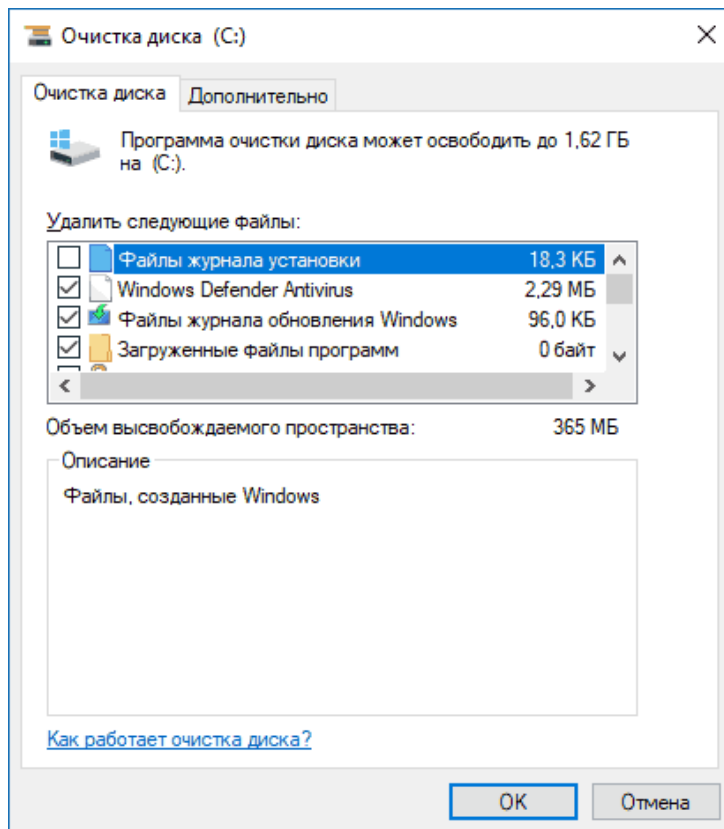 Очистка диска (C:)
Очистка диска
Дополнительно
Программа очистки диска может освободить до 1,62 ГБ
на (C:).
Удалить следующие файлы:
Файлы журнала установки 18,3 КБ
Windows Defender Antivirus 2,29 МБ
Файлы журнала обновления Windows 96,0 КБ
Загруженные файлы программ 0 байт
Объем высвобождаемого пространства: 365 МБ
Описание
Файлы, созданные Windows
Как работает очистка диска?
ОК Отмена